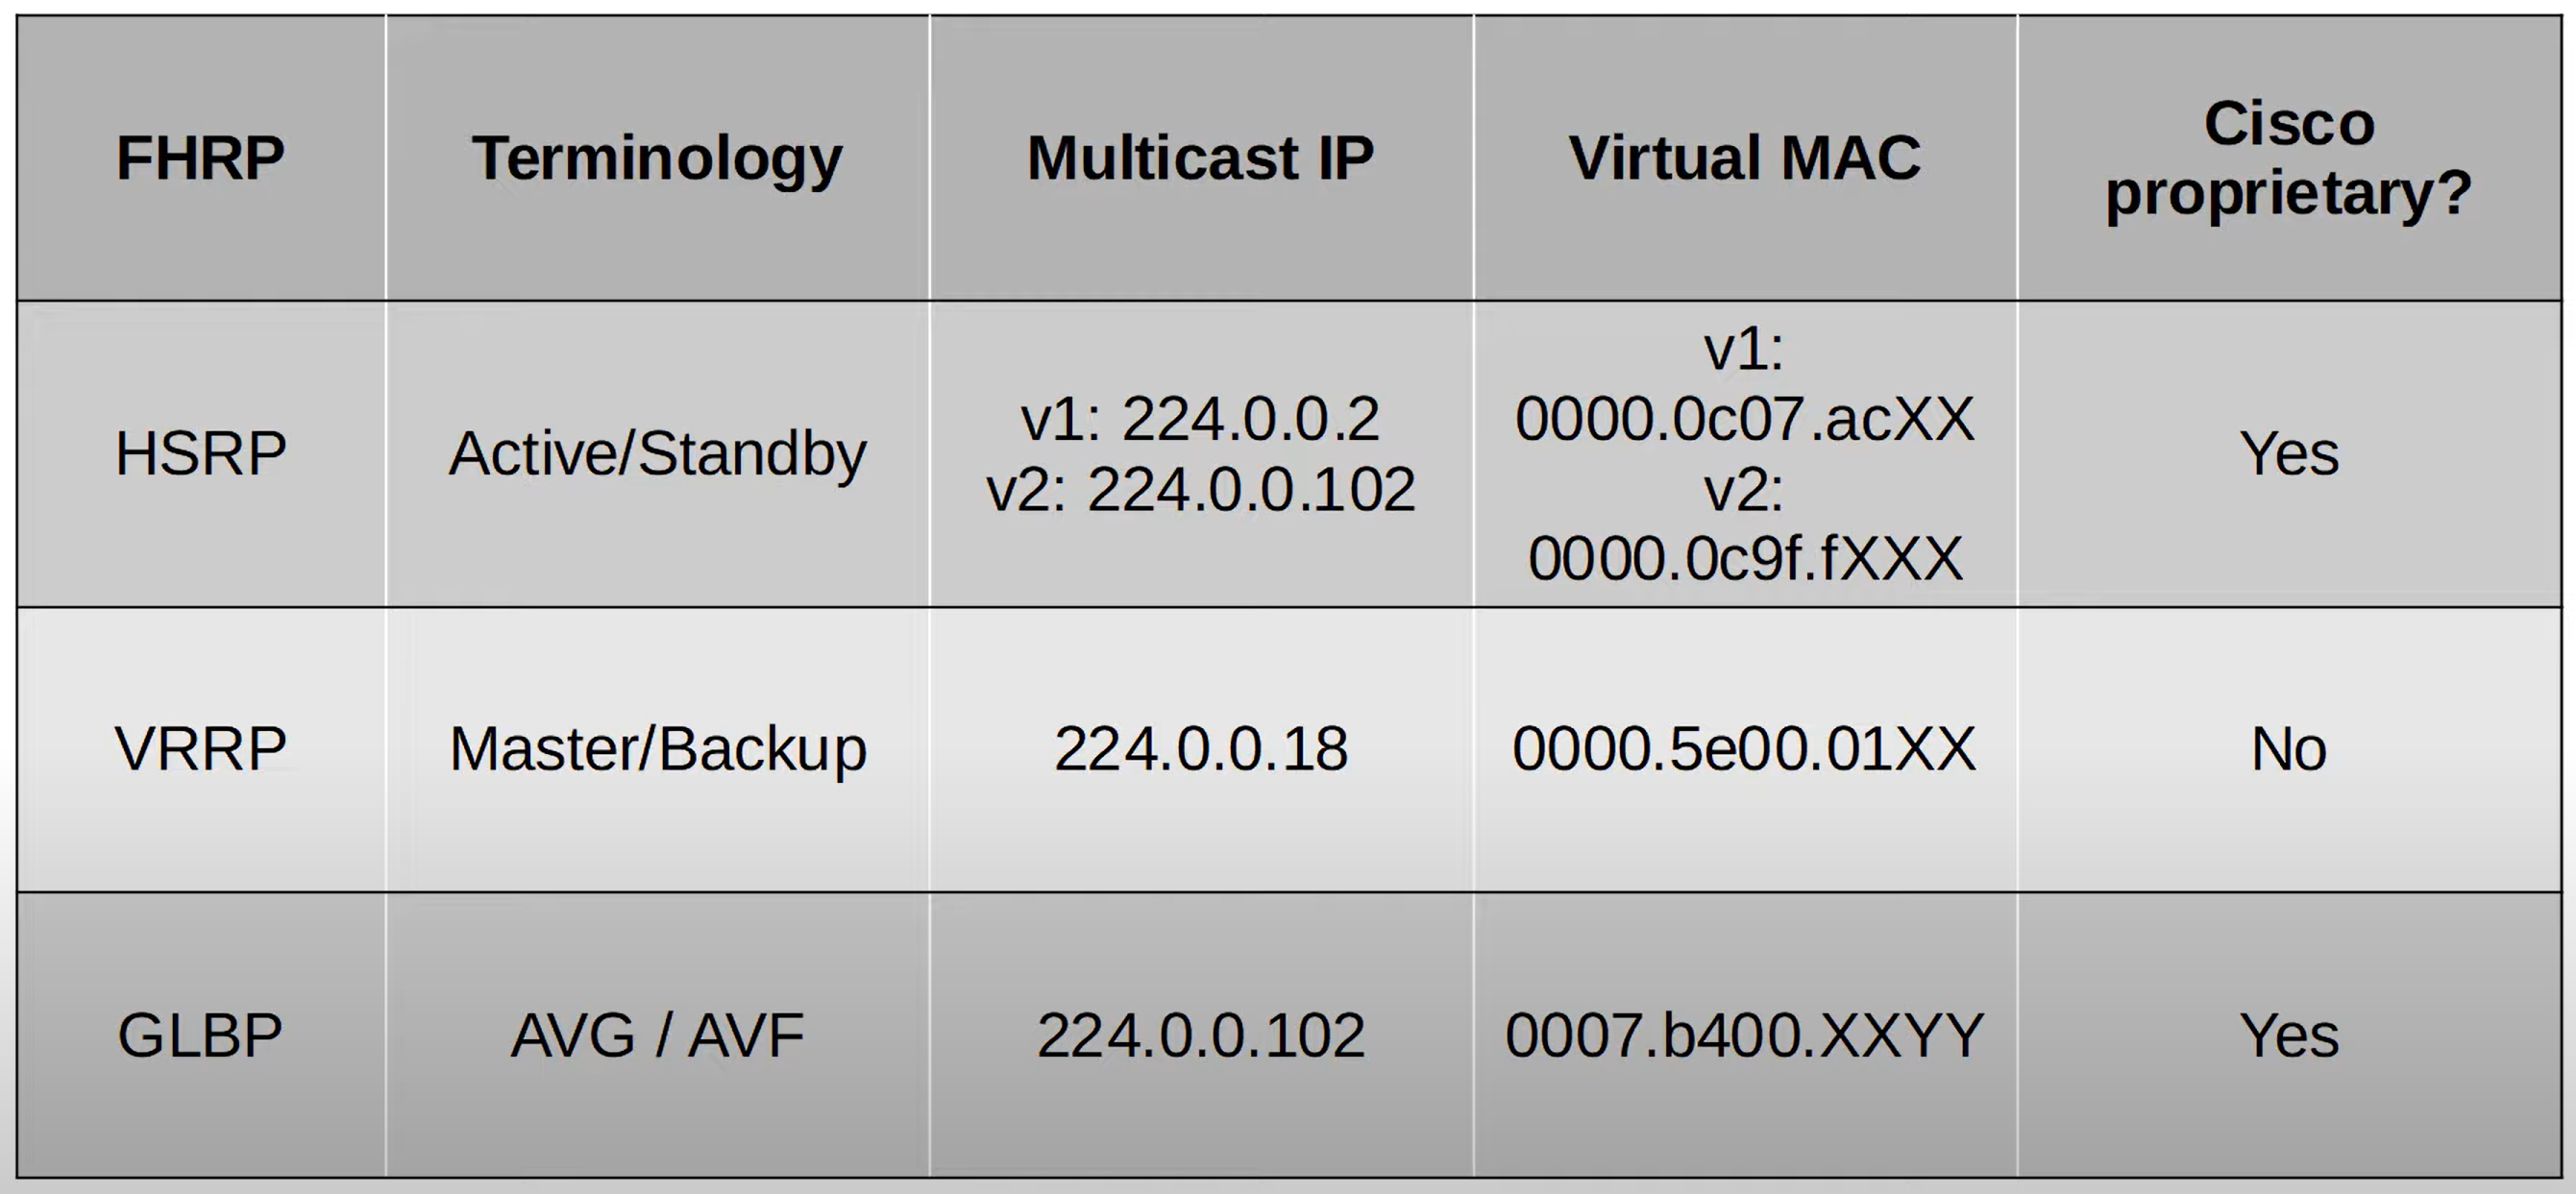 FHRP
Terminology
Multicast IP
Virtual MAC
Cisco
proprietary?
HSRP
Active/Standby
v1: 224.0.0.2
v2: 224.0.0.102
v1:
0000.0c07.acXX
v2:
0000.0c9f.fXXX
Yes
VRRP
Master/Backup
224.0.0.18
0000.5e00.01XX
No
GLBP
AVG / AVF
224.0.0.102
0007.b400.XXYY
Yes